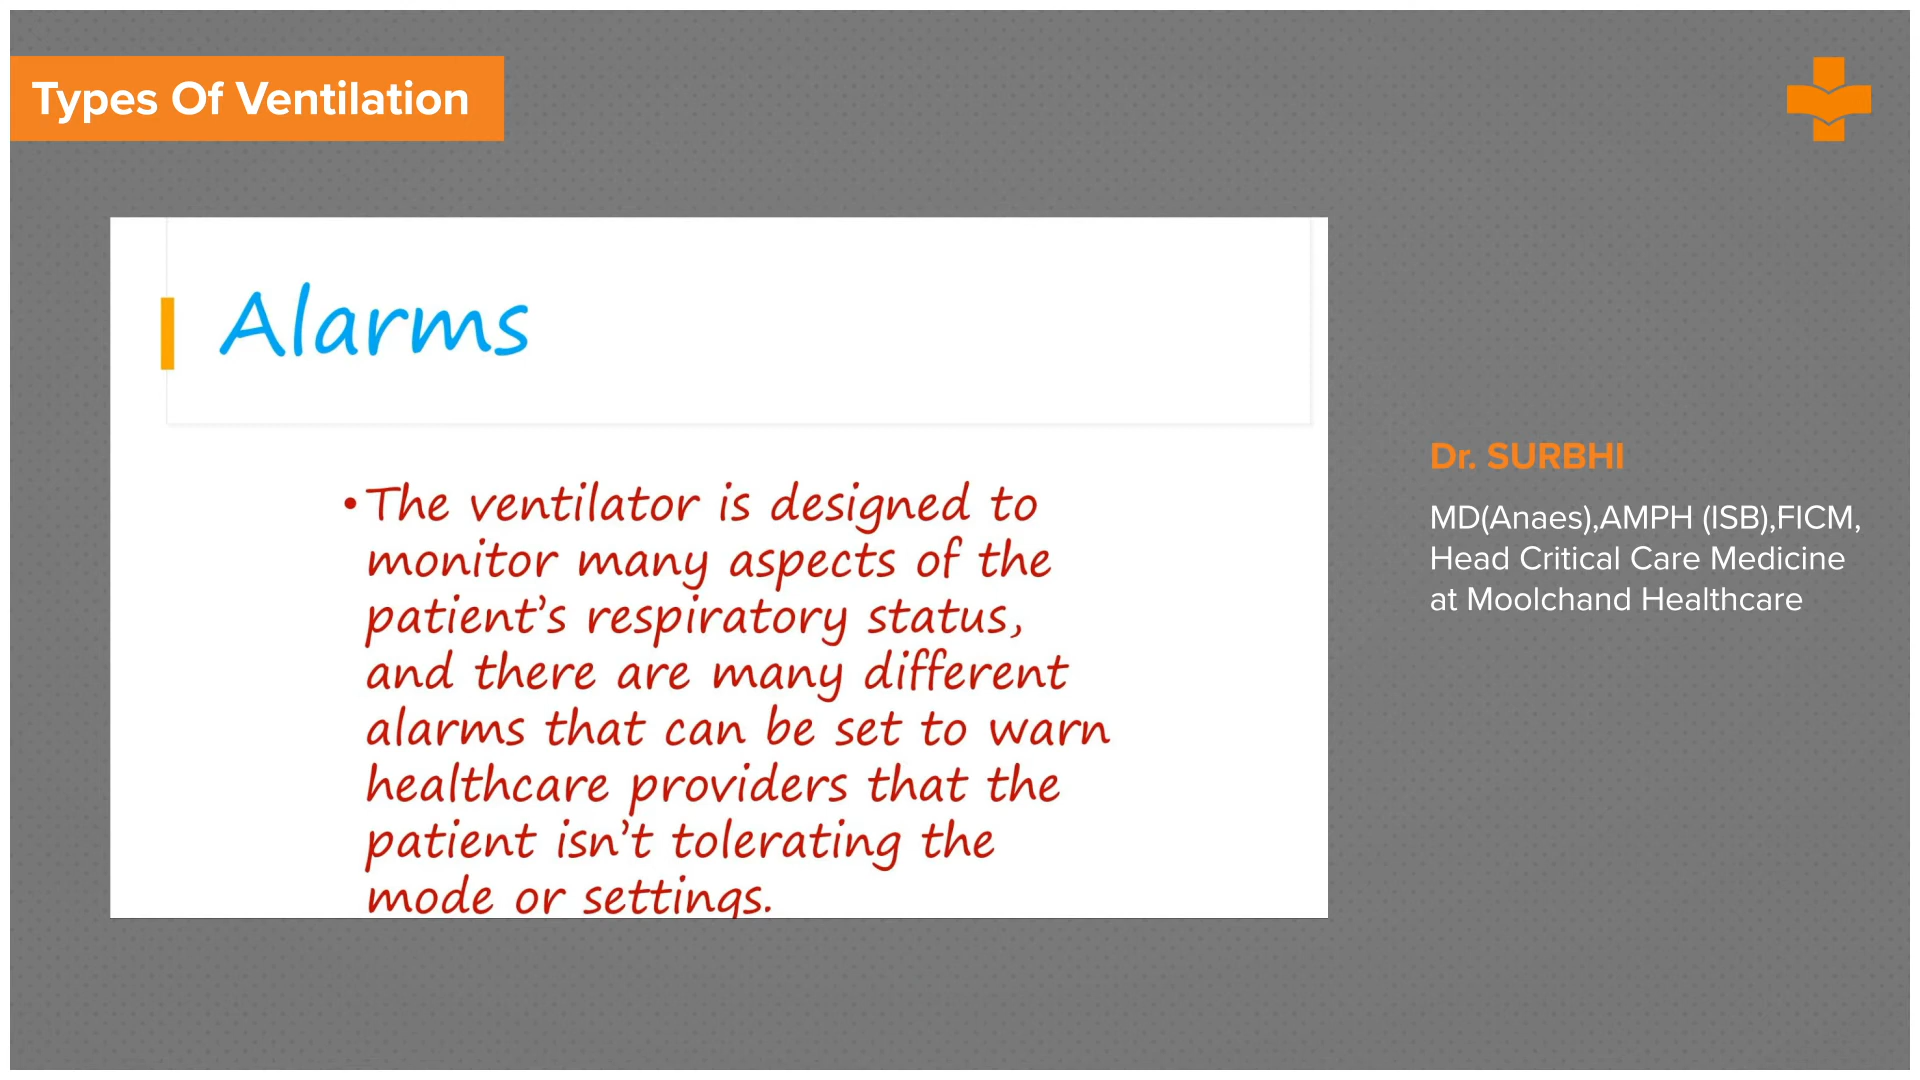 Types Of Ventilation
Alarms
•The ventilator is designed to
monitor many aspects of the
patient's respiratory status,
and there are many different
alarms that can be set to warn
healthcare providers that the
patient isn't tolerating the
mode or settings.
Dr. SURBHI
MD(Anaes),AMPH (ISB),FICM,
Head Critical Care Medicine
at Moolchand Healthcare